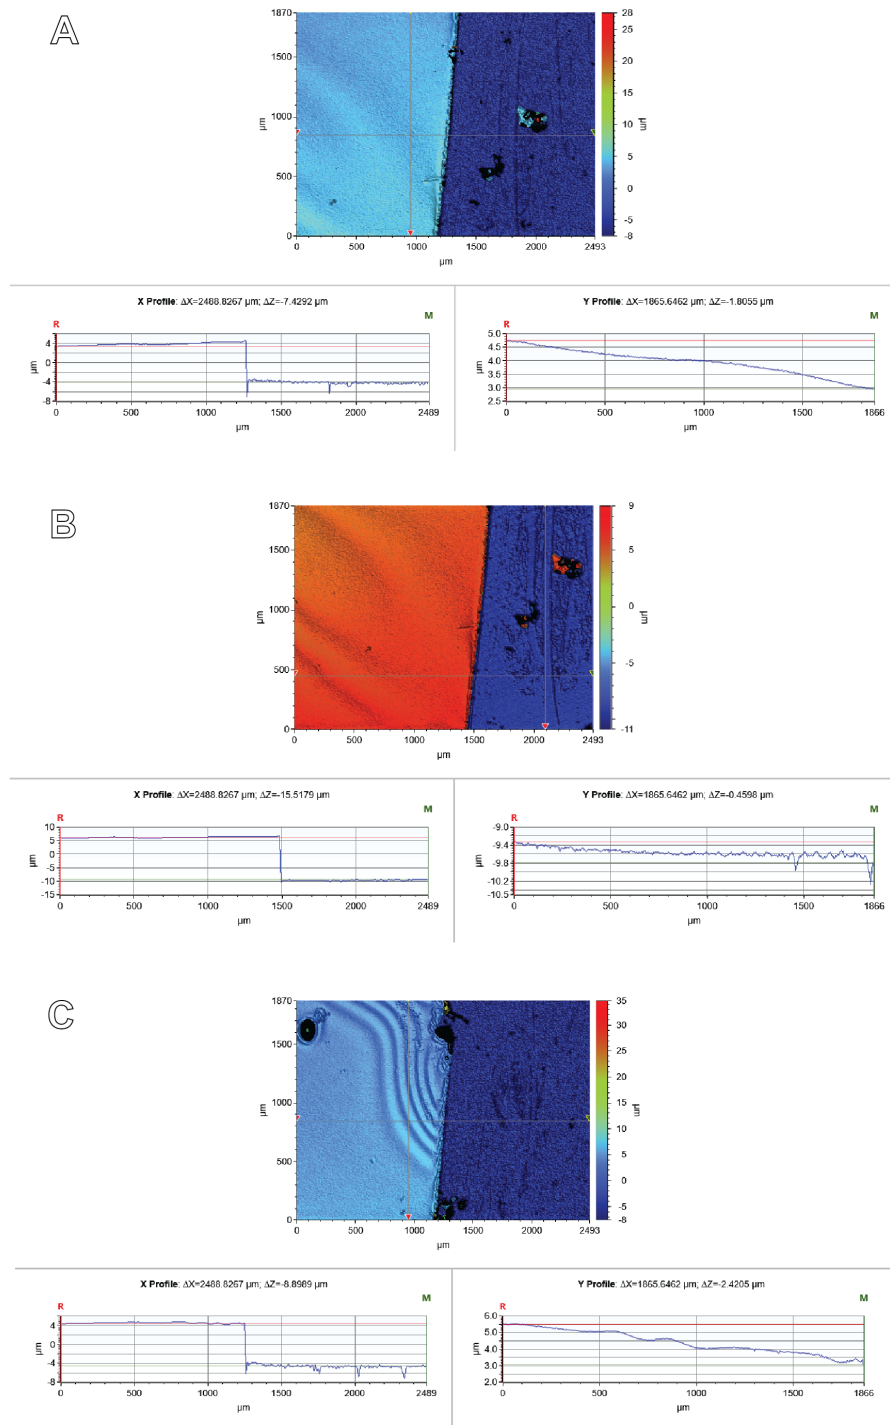 A
1870
1500
1000
500
0
µm
0 500 1000 1500 2000 2493
µm
28
25
20
15
10
5
0
-5
-8
µm
X Profile: ΔX=2488.8267 µm; ΔZ=-7.4292 µm
R M
4
0
-4
-8
µm
0 500 1000 1500 2000 2489
µm
Y Profile: ΔX=1865.6462 µm; ΔZ=-1.8055 µm
R M
5.0
4.5
4.0
3.5
3.0
2.5
µm
0 500 1000 1500 1866
µm
B
1870
1500
1000
500
0
µm
0 500 1000 1500 2000 2493
µm
9
5
0
-5
-11
µm
X Profile: ΔX=2488.8267 µm; ΔZ=-15.5179 µm
R M
10
5
0
-5
-10
-15
µm
0 500 1000 1500 2000 2489
µm
Y Profile: ΔX=1865.6462 µm; ΔZ=-0.4598 µm
R M
-9.0
-9.4
-9.8
-10.2
-10.5
µm
0 500 1000 1500 1866
µm
C
1870
1500
1000
500
0
µm
0 500 1000 1500 2000 2493
µm
35
30
25
20
15
10
5
0
-5
-8
µm
X Profile: ΔX=2488.8267 µm; ΔZ=-8.8989 µm
R M
4
0
-4
-8
µm
0 500 1000 1500 2000 2489
µm
Y Profile: ΔX=1865.6462 µm; ΔZ=-2.4205 µm
R M
6.0
5.0
4.0
3.0
2.0
µm
0 500 1000 1500 1866
µm